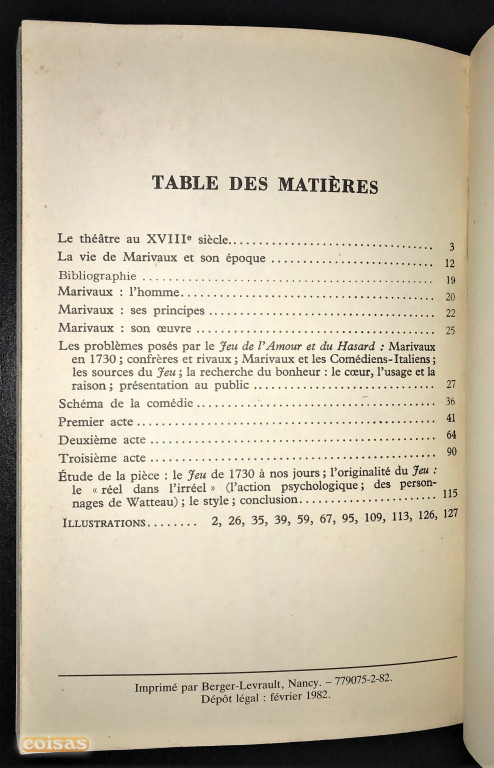 TABLE DES MATIÈRES
Le théâtre au XVIIIe siècle................................. 3
La vie de Marivaux et son époque ......................... 12
Bibliographie ............................................ 19
Marivaux : l'homme........................................ 20
Marivaux : ses principes ................................. 22
Marivaux : son œuvre ..................................... 25
Les problèmes posés par le Jeu de l'Amour et du Hasard : Marivaux
en 1730 ; confrères et rivaux ; Marivaux et les Comédiens-Italiens ;
les sources du Jeu ; la recherche du bonheur : le cœur, l'usage et la
raison ; présentation au public .......................... 27
Schéma de la comédie ..................................... 36
Premier acte ............................................. 41
Deuxième acte ............................................ 64
Troisième acte ........................................... 90
Étude de la pièce : le Jeu de 1730 à nos jours ; l'originalité du Jeu :
le « réel dans l'irréel » (l'action psychologique ; des person-
nages de Watteau) ; le style ; conclusion.................... 115
ILLUSTRATIONS........ 2, 26, 35, 39, 59, 67, 95, 109, 113, 126, 127
Imprimé par Berger-Levrault, Nancy. – 779075-2-82.
Dépôt légal : février 1982.
coisas